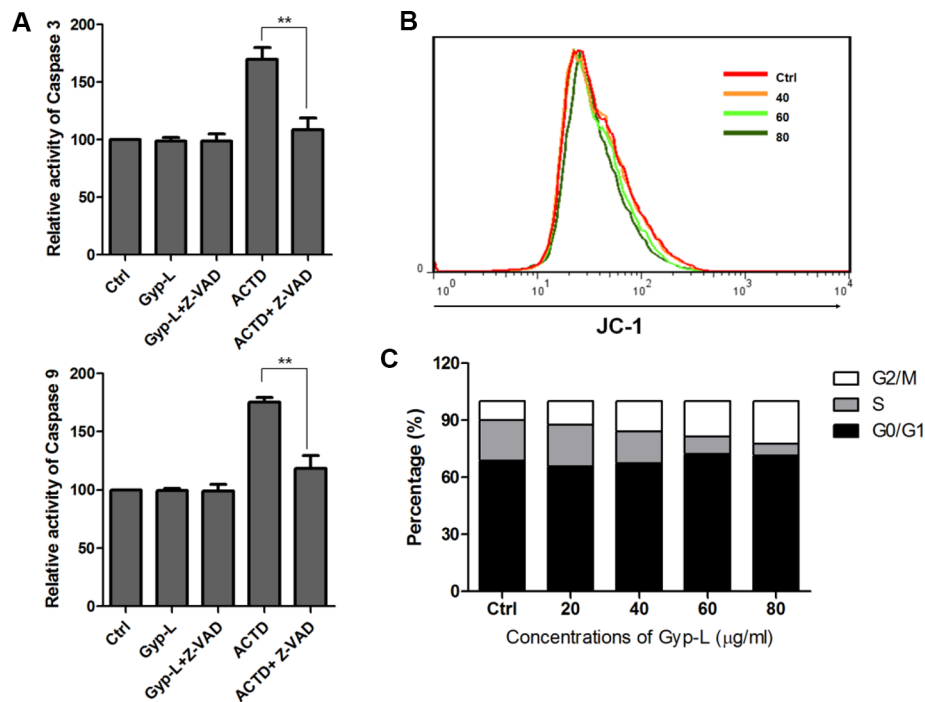 A
200
150
100
50
0
Relative activity of Caspase 3
**
Ctrl
Gyp-L
Gyp-L+Z-VAD
ACTD
ACTD+ Z-VAD
200
150
100
50
0
Relative activity of Caspase 9
**
Ctrl
Gyp-L
Gyp-L+Z-VAD
ACTD
ACTD+ Z-VAD
B
Ctrl
40
60
80
0
10^0 10^1 10^2 10^3 10^4
JC-1
C
120
90
60
30
0
Percentage (%)
G2/M
S
G0/G1
Ctrl 20 40 60 80
Concentrations of Gyp-L (μg/ml)